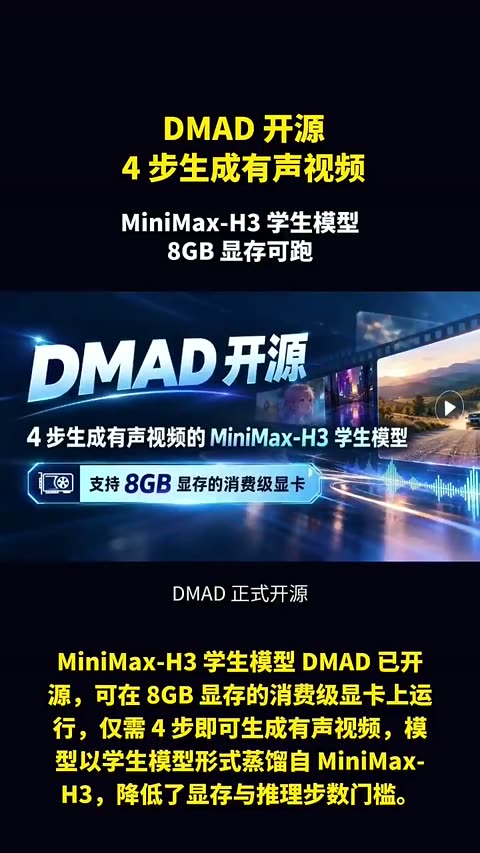 DMAD 开源
4 步生成有声视频
MiniMax-H3 学生模型
8GB 显存可跑
DMAD 开源
4 步生成有声视频的 MiniMax-H3 学生模型
支持 8GB 显存的消费级显卡
DMAD 正式开源
MiniMax-H3 学生模型 DMAD 已开
源，可在 8GB 显存的消费级显卡上运
行，仅需 4 步即可生成有声视频，模
型以学生模型形式蒸馏自 MiniMax-
H3，降低了显存与推理步数门槛。